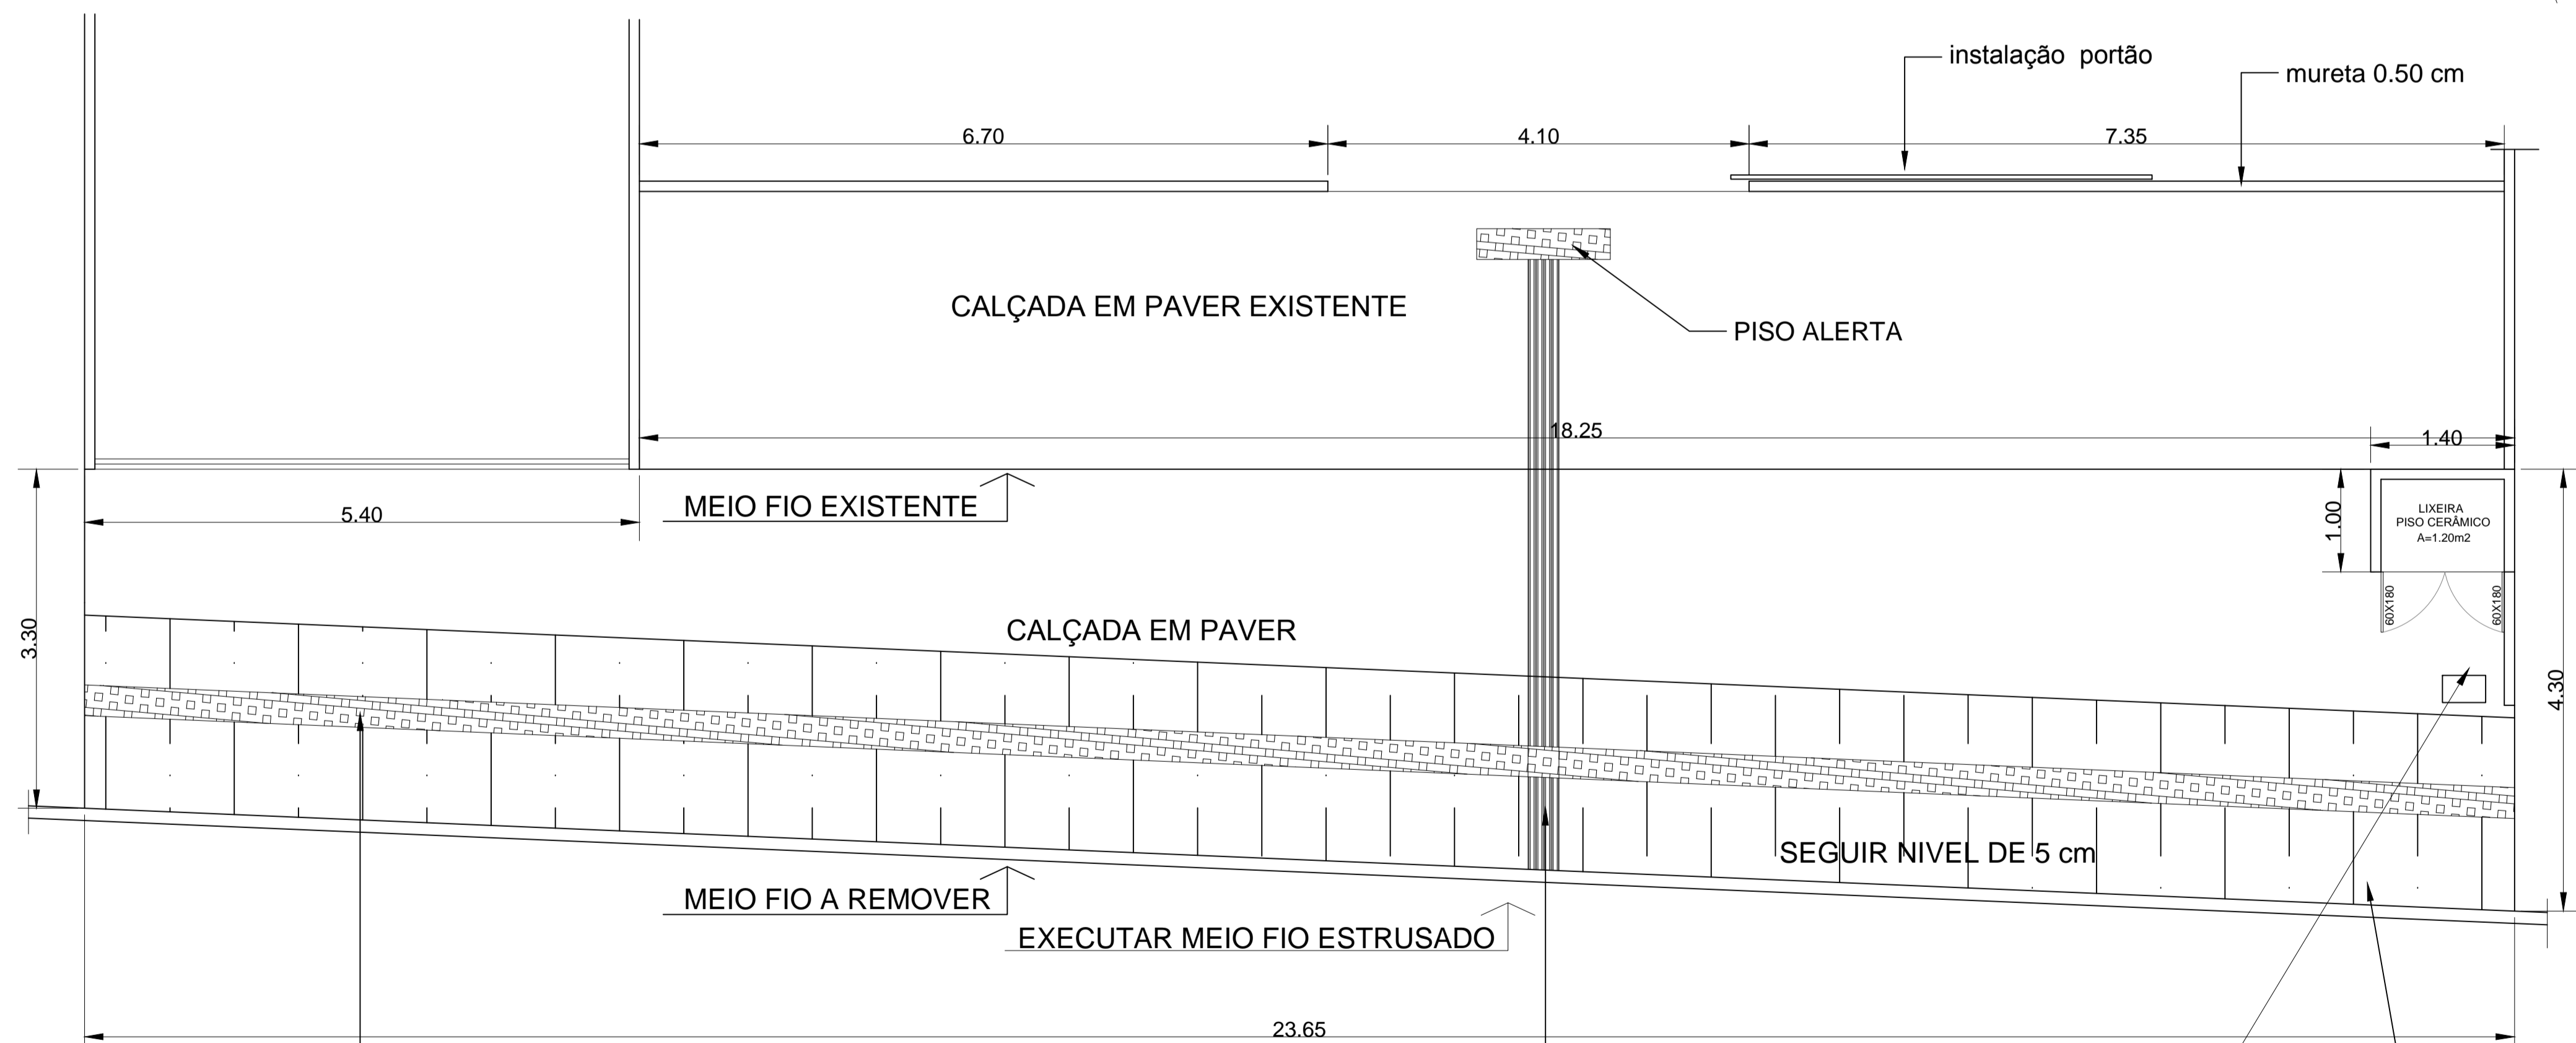 instalação portão
mureta 0.50 cm
6.70
4.10
7.35
CALÇADA EM PAVER EXISTENTE
PISO ALERTA
18.25
1.40
MEIO FIO EXISTENTE
5.40
1.00
LIXEIRA
PISO CERÂMICO
A=1.20m2
60X180
60X180
3.30
CALÇADA EM PAVER
4.30
SEGUIR NIVEL DE 5 cm
MEIO FIO A REMOVER
EXECUTAR MEIO FIO ESTRUSADO
23.65